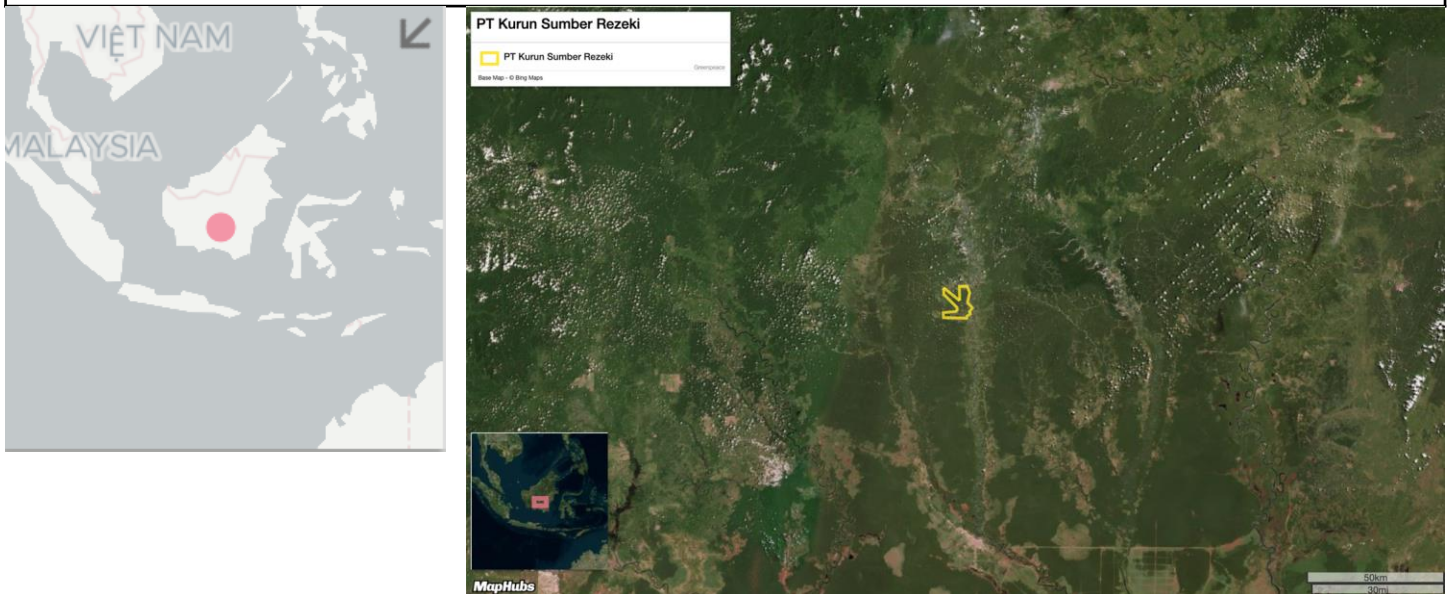 VIỆT NAM
MALAYSIA
PT Kurun Sumber Rezeki
PT Kurun Sumber Rezeki
Greenpeace
Base Map - © Bing Maps
MapHubs
50km
30mi